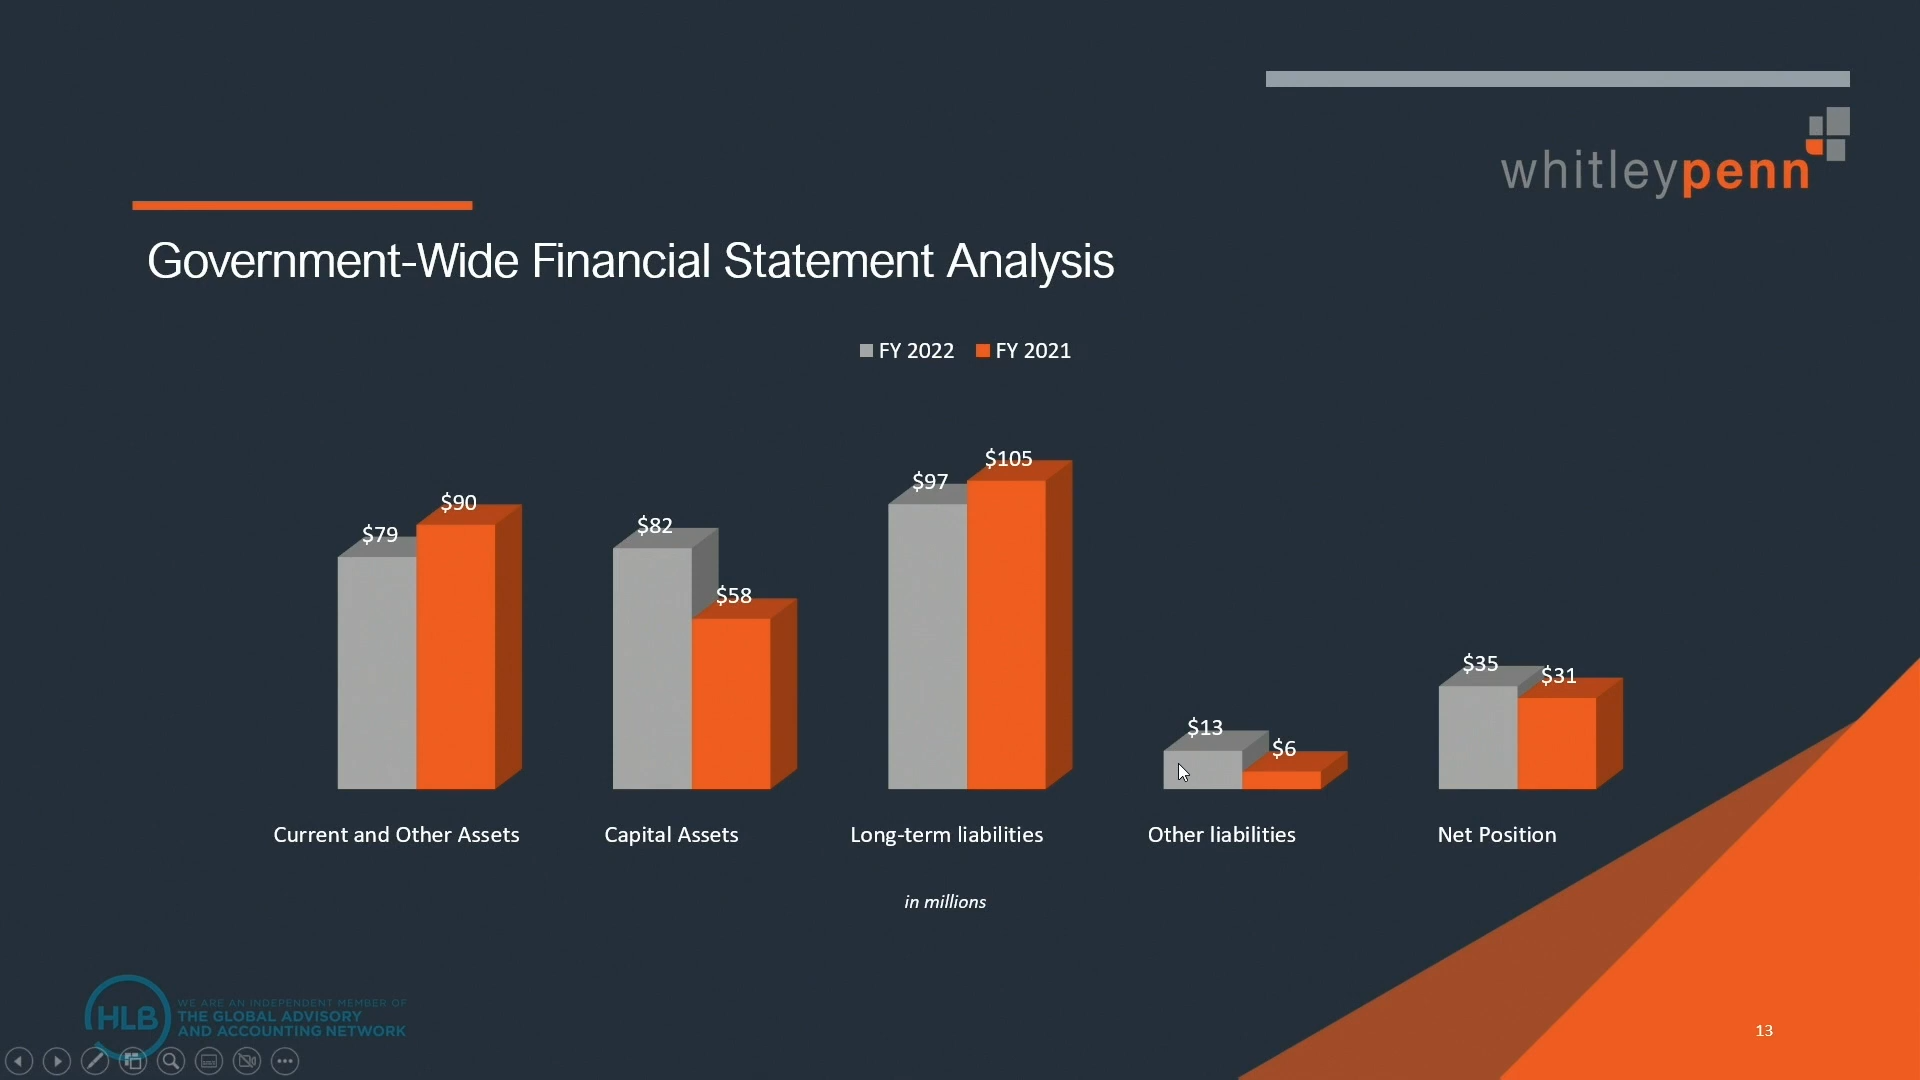 whitleypenn
Government-Wide Financial Statement Analysis
FY 2022 FY 2021
$79 $90 $82 $58 $97 $105 $13 $6 $35 $31
Current and Other Assets Capital Assets Long-term liabilities Other liabilities Net Position
in millions
HLB
WE ARE AN INDEPENDENT MEMBER OF
THE GLOBAL ADVISORY
AND ACCOUNTING NETWORK
13